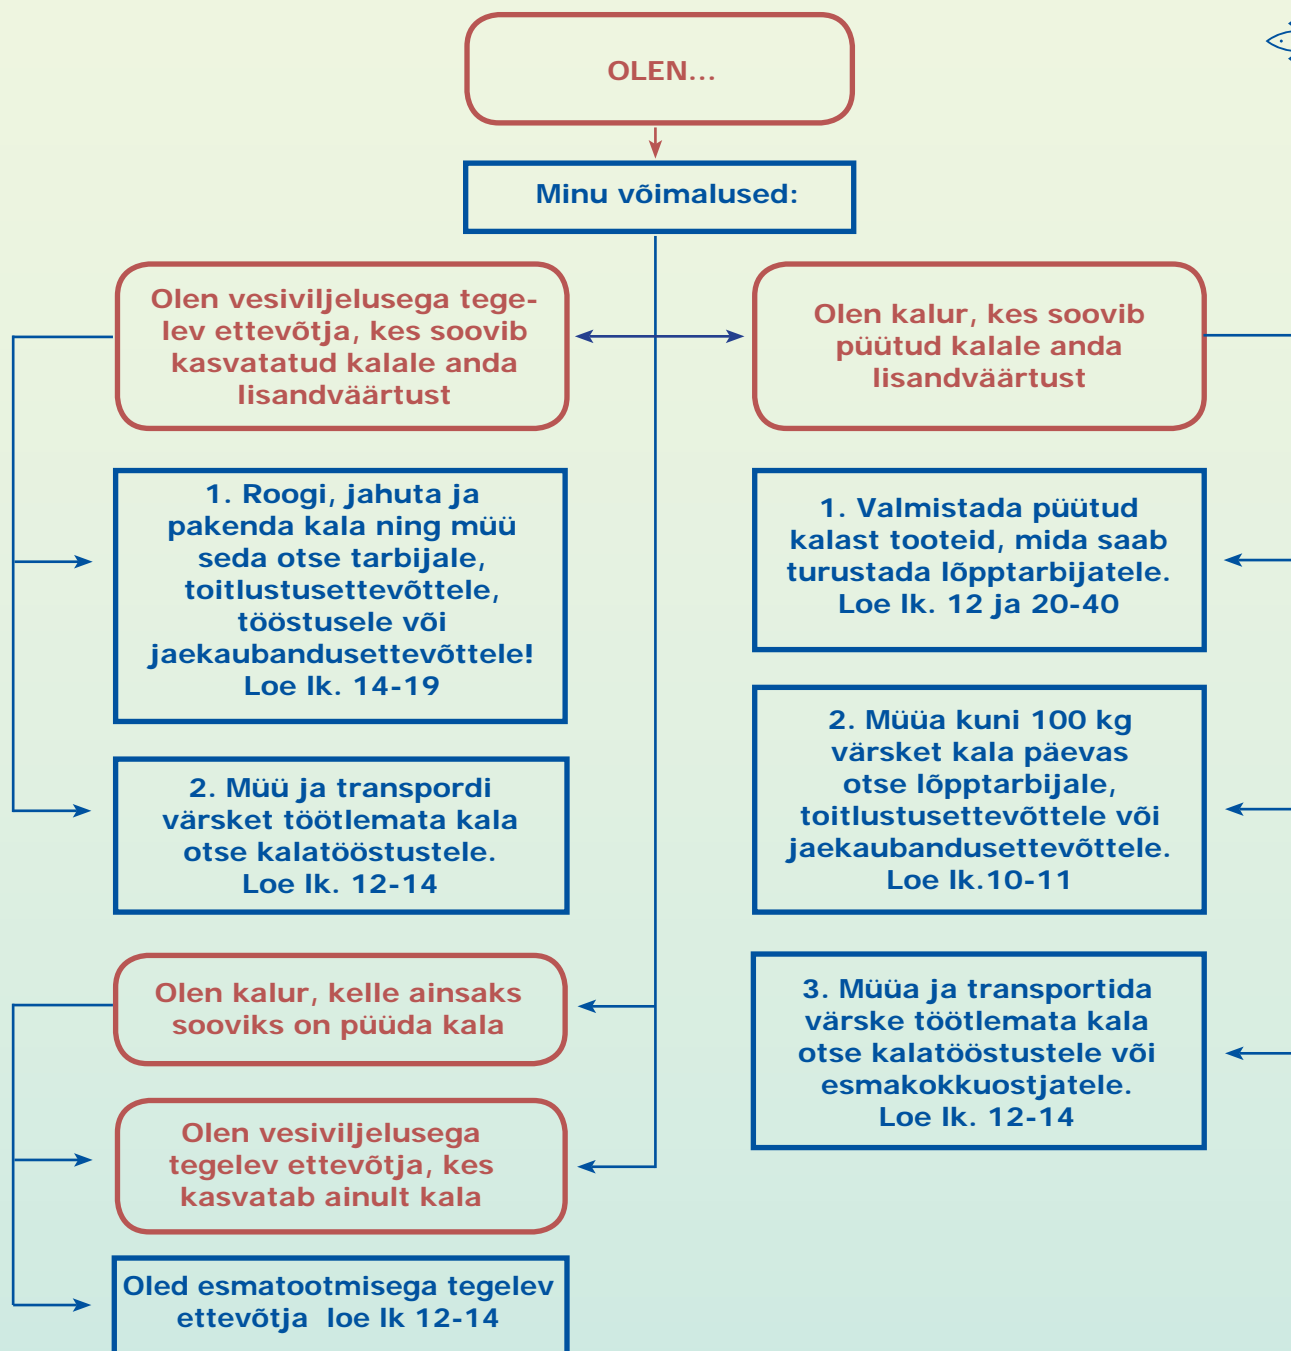 OLEN...
Minu võimalused:
Olen vesiviljelusega tege-
lev ettevõtja, kes soovib
kasvatatud kalale anda
lisandväärtust
1. Roogi, jahuta ja
pakenda kala ning müü
seda otse tarbijale,
toitlustusettevõttele,
tööstusele või
jaekaubandusettevõttele!
Loe lk. 14-19
2. Müü ja transpordi
värsket töötlemata kala
otse kalatööstustele.
Loe lk. 12-14
Olen kalur, kes soovib
püütud kalale anda
lisandväärtust
1. Valmistada püütud
kalast tooteid, mida saab
turustada lõpptarbijatele.
Loe lk. 12 ja 20-40
2. Müüa kuni 100 kg
värsket kala päevas
otse lõpptarbijale,
toitlustusettevõttele või
jaekaubandusettevõttele.
Loe lk.10-11
3. Müüa ja transportida
värske töötlemata kala
otse kalatööstustele või
esmakokkuostjatele.
Loe lk. 12-14
Olen kalur, kelle ainsaks
sooviks on püüda kala
Olen vesiviljelusega
tegelev ettevõtja, kes
kasvatab ainult kala
Oled esmatootmisega tegelev
ettevõtja loe lk 12-14